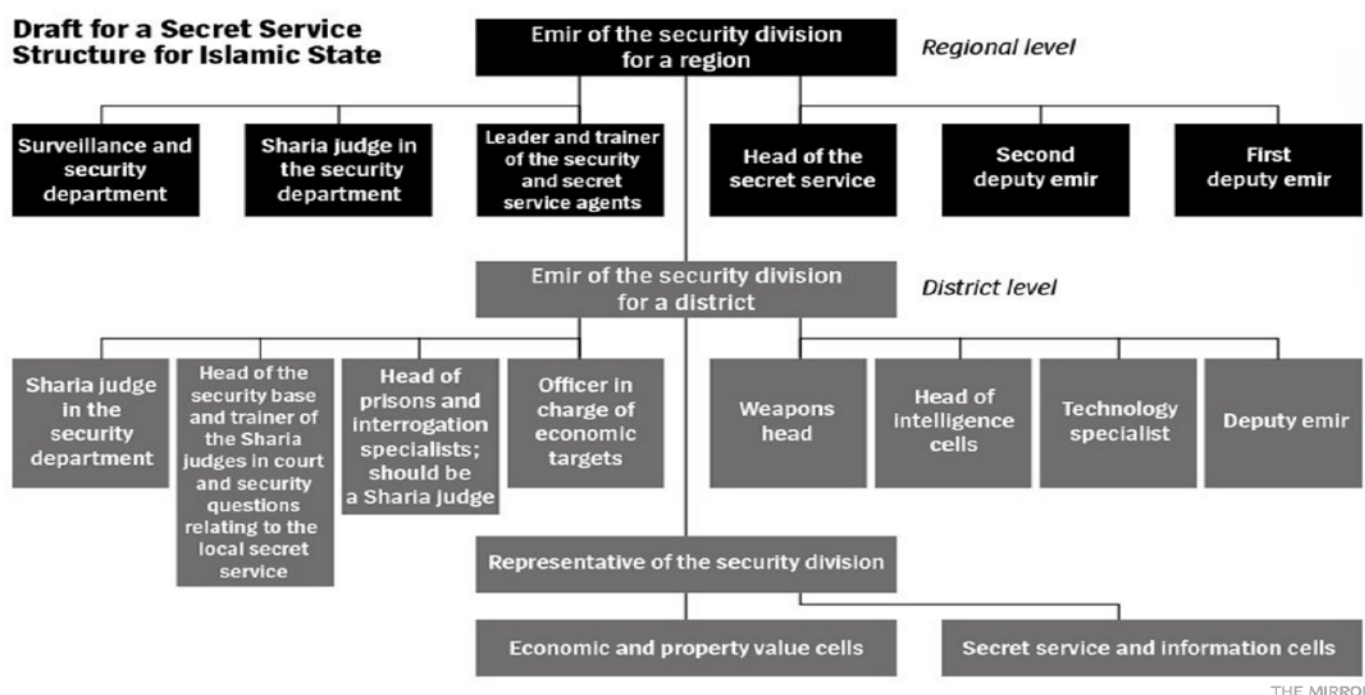 Draft for a Secret Service
Structure for Islamic State
Emir of the security division
for a region
Regional level
Surveillance and
security
department
Sharia judge in
the security
department
Leader and trainer
of the security
and secret
service agents
Head of the
secret service
Second
deputy emir
First
deputy emir
Emir of the security division
for a district
District level
Sharia judge
in the
security
department
Head of the
security base
and trainer of
the Sharia
judges in court
and security
questions
relating to the
local secret
service
Head of
prisons and
interrogation
specialists;
should be
a Sharia judge
Officer in
charge of
economic
targets
Weapons
head
Head of
intelligence
cells
Technology
specialist
Deputy emir
Representative of the security division
Economic and property value cells
Secret service and information cells
THE MIRROR